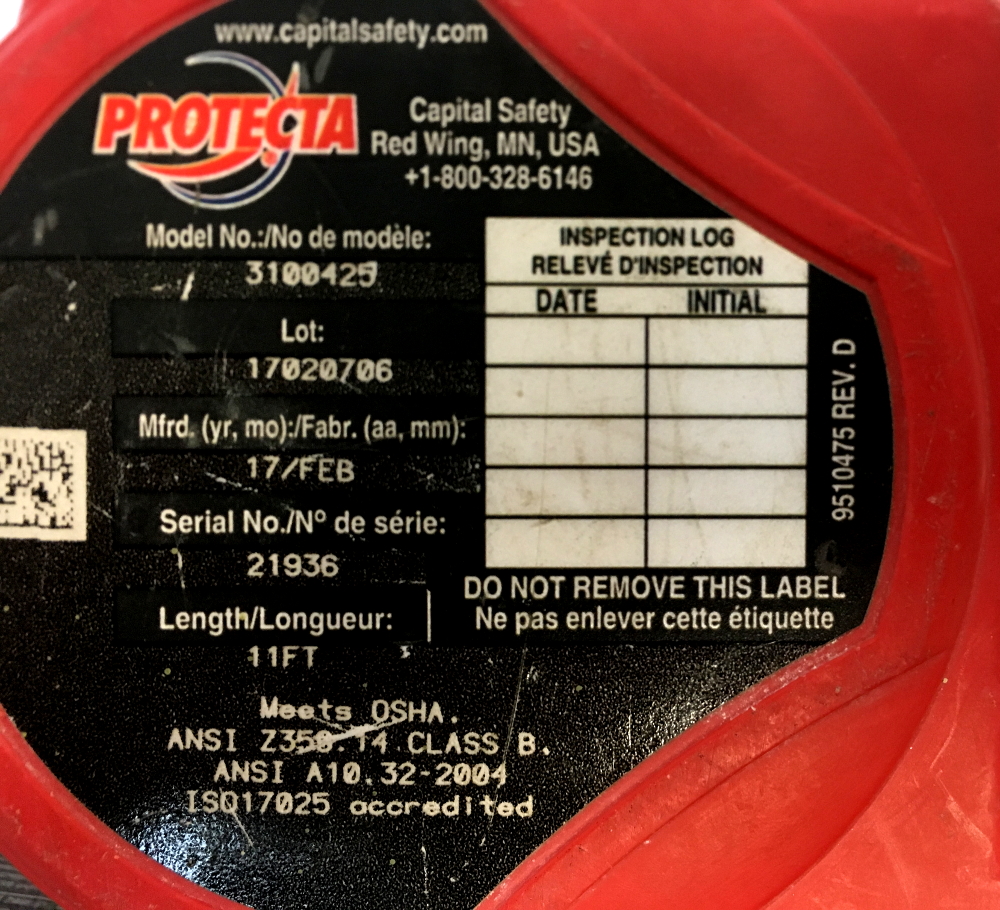 www.capitalsafety.com
PROTECTA
Capital Safety
Red Wing, MN, USA
+1-800-328-6146
Model No.:/No de modèle:
3100425
Lot:
17020706
Mfrd. (yr, mo):/Fabr. (aa, mm):
17/FEB
Serial No./Nº de série:
21936
Length/Longueur:
11FT
Meets OSHA.
ANSI Z359.14 CLASS B.
ANSI A10.32-2004
ISO17025 accredited
INSPECTION LOG
RELEVÉ D'INSPECTION
DATE INITIAL
DO NOT REMOVE THIS LABEL
Ne pas enlever cette étiquette
9510475 REV. D